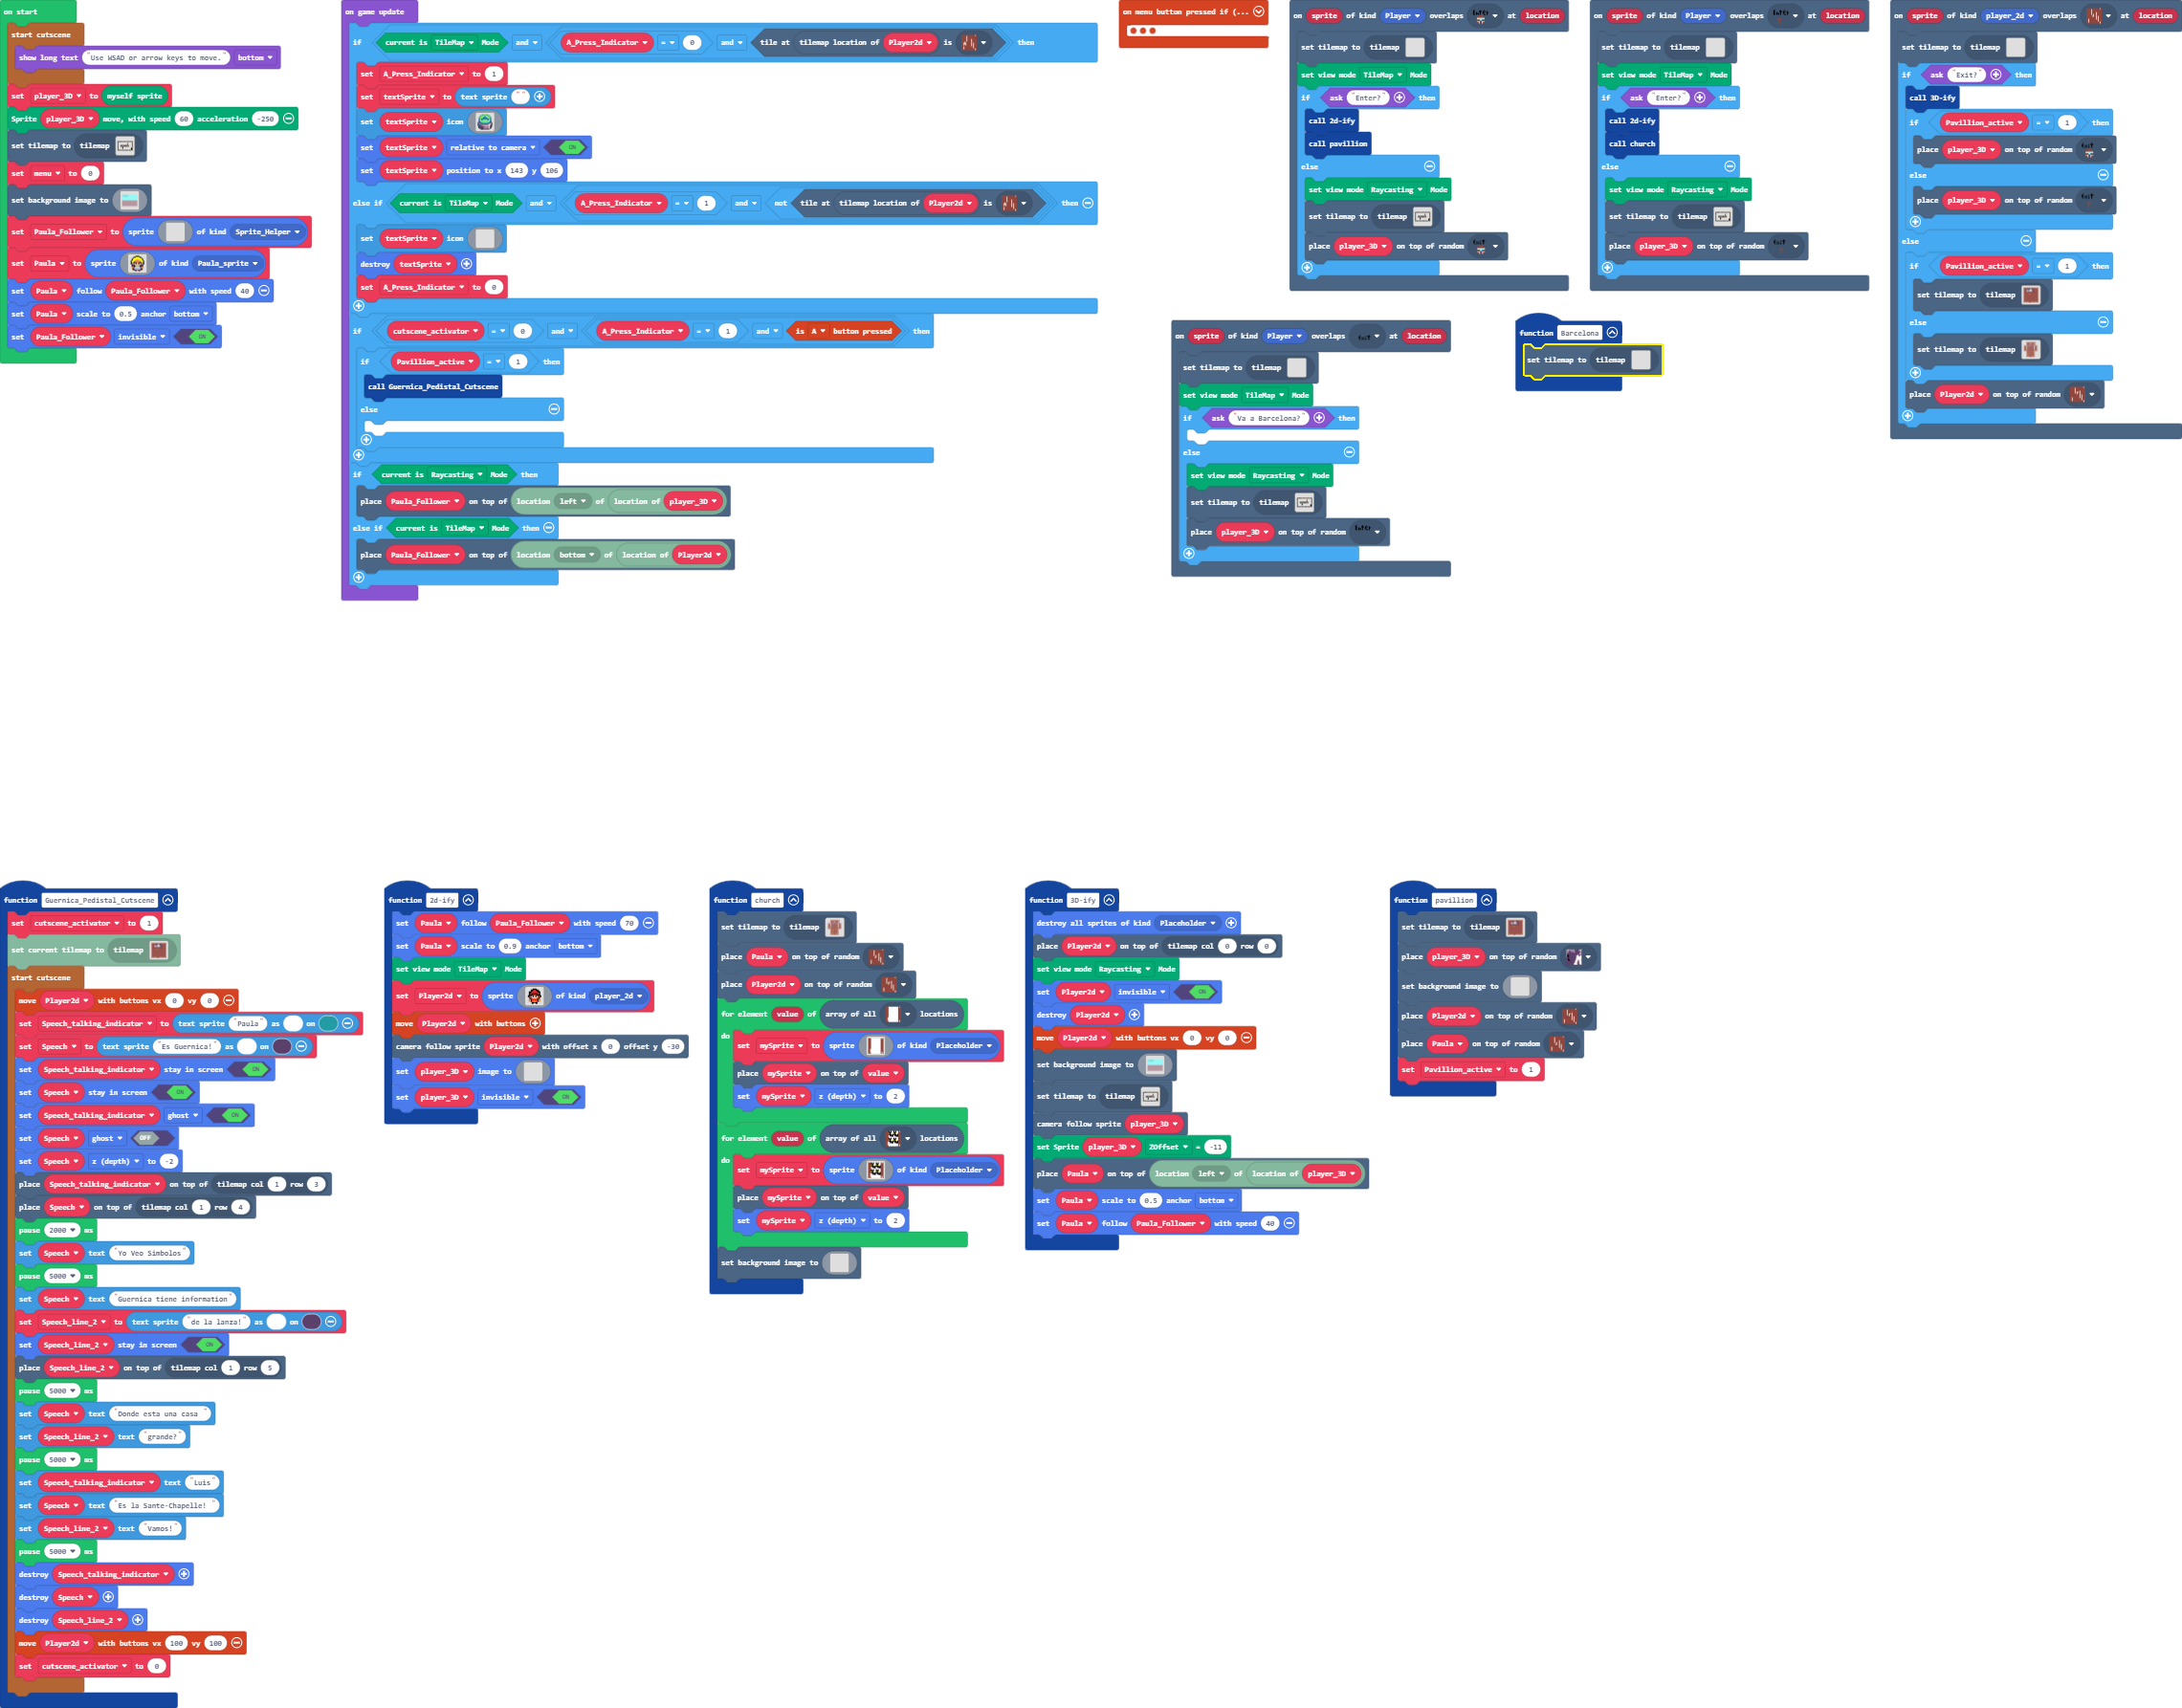 on start
start cutscene
show long text "Use WSAD or arrow keys to move." bottom
set player_3D to myself sprite
Sprite player_3D move, with speed 60 acceleration -250
set tilemap to tilemap
set menu to 0
set background image to
set Paula_Follower to sprite of kind Sprite_Helper
set Paula to sprite of kind Paula_sprite
set Paula follow Paula_Follower with speed 40
set Paula scale to 0.5 anchor bottom
set Paula_Follower invisible ON
on game update
if current is TileMap Mode and A_Press_Indicator = 0 and tile at tilemap location of Player2d is then
set A_Press_Indicator to 1
set textSprite to text sprite " "
set textSprite icon
set textSprite relative to camera ON
set textSprite position to x 143 y 106
else if current is TileMap Mode and A_Press_Indicator = 1 and not tile at tilemap location of Player2d is then
set textSprite icon
destroy textSprite
set A_Press_Indicator to 0
if cutscene_activator = 0 and A_Press_Indicator = 1 and is A button pressed then
if Pavillion_active = 1 then
call Guernica_Pedistal_Cutscene
else
if current is Raycasting Mode then
place Paula_Follower on top of location left of location of player_3D
else if current is TileMap Mode then
place Paula_Follower on top of location bottom of location of Player2d
on menu button pressed if (...
on sprite of kind Player overlaps at location
set tilemap to tilemap
set view mode TileMap Mode
if ask "Enter?" then
call 2d-ify
call pavillion
else
set view mode Raycasting Mode
set tilemap to tilemap
place player_3D on top of random
on sprite of kind Player overlaps at location
set tilemap to tilemap
set view mode TileMap Mode
if ask "Enter?" then
call 2d-ify
call church
else
set view mode Raycasting Mode
set tilemap to tilemap
place player_3D on top of random
on sprite of kind player_2d overlaps at location
set tilemap to tilemap
if ask "Exit?" then
call 3D-ify
if Pavillion_active = 1 then
place player_3D on top of random
else
place player_3D on top of random
else
if Pavillion_active = 1 then
set tilemap to tilemap
else
set tilemap to tilemap
place Player2d on top of random
on sprite of kind Player overlaps at location
set tilemap to tilemap
set view mode TileMap Mode
if ask "Va a Barcelona?" then
else
set view mode Raycasting Mode
set tilemap to tilemap
place player_3D on top of random
function Barcelona
set tilemap to tilemap
function Guernica_Pedistal_Cutscene
set cutscene_activator to 1
set current tilemap to tilemap
start cutscene
move Player2d with buttons vx 0 vy 0
set Speech_talking_indicator to text sprite "Paula" as on
set Speech to text sprite "Es Guernica!" as on
set Speech_talking_indicator stay in screen ON
set Speech stay in screen ON
set Speech_talking_indicator ghost ON
set Speech ghost OFF
set Speech z (depth) to -2
place Speech_talking_indicator on top of tilemap col 1 row 3
place Speech on top of tilemap col 1 row 4
pause 2000 ms
set Speech text "Yo Veo Simbolos"
pause 5000 ms
set Speech text "Guernica tiene information"
set Speech_line_2 to text sprite "de la lanza!" as on
set Speech_line_2 stay in screen ON
place Speech_line_2 on top of tilemap col 1 row 5
pause 5000 ms
set Speech text "Donde esta una casa "
set Speech_line_2 text "grande?"
pause 5000 ms
set Speech_talking_indicator text "Luis"
set Speech text "Es la Sante-Chapelle! "
set Speech_line_2 text "Vamos!"
pause 5000 ms
destroy Speech_talking_indicator
destroy Speech
destroy Speech_line_2
move Player2d with buttons vx 100 vy 100
set cutscene_activator to 0
function 2d-ify
set Paula follow Paula_Follower with speed 70
set Paula scale to 0.9 anchor bottom
set view mode TileMap Mode
set Player2d to sprite of kind player_2d
move Player2d with buttons
camera follow sprite Player2d with offset x 0 offset y -30
set player_3D image to
set player_3D invisible ON
function church
set tilemap to tilemap
place Paula on top of random
place Player2d on top of random
for element value of array of all locations
do set mySprite to sprite of kind Placeholder
place mySprite on top of value
set mySprite z (depth) to 2
for element value of array of all locations
do set mySprite to sprite of kind Placeholder
place mySprite on top of value
set mySprite z (depth) to 2
set background image to
function 3D-ify
destroy all sprites of kind Placeholder
place Player2d on top of tilemap col 0 row 0
set view mode Raycasting Mode
set Player2d invisible ON
destroy Player2d
move Player2d with buttons vx 0 vy 0
set background image to
set tilemap to tilemap
camera follow sprite player_3D
set Sprite player_3D ZOffset = -11
place Paula on top of location left of location of player_3D
set Paula scale to 0.5 anchor bottom
set Paula follow Paula_Follower with speed 40
function pavillion
set tilemap to tilemap
place player_3D on top of random
set background image to
place Player2d on top of random
place Paula on top of random
set Pavillion_active to 1